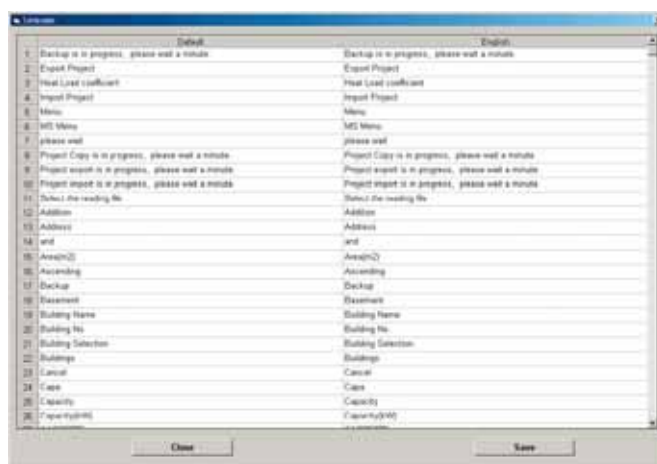 Language
Default English
1 Backup is in progress, please wait a minute Backup is in progress, please wait a minute
2 Export Project Export Project
3 Heat Load coefficient Heat Load coefficient
4 Import Project Import Project
5 Menu Menu
6 MS Menu MS Menu
7 please wait please wait
8 Project Copy is in progress, please wait a minute Project Copy is in progress, please wait a minute
9 Project export is in progress, please wait a minute Project export is in progress, please wait a minute
10 Project import is in progress, please wait a minute Project import is in progress, please wait a minute
11 Select the reading file Select the reading file
12 Addition Addition
13 Address Address
14 and and
15 Area(m2) Area(m2)
16 Ascending Ascending
17 Backup Backup
18 Basement Basement
19 Building Name Building Name
20 Building No. Building No.
21 Building Selection Building Selection
22 Buildings Buildings
23 Cancel Cancel
24 Capa Capa
25 Capacity Capacity
26 Capacity(kW) Capacity(kW)
Close Save